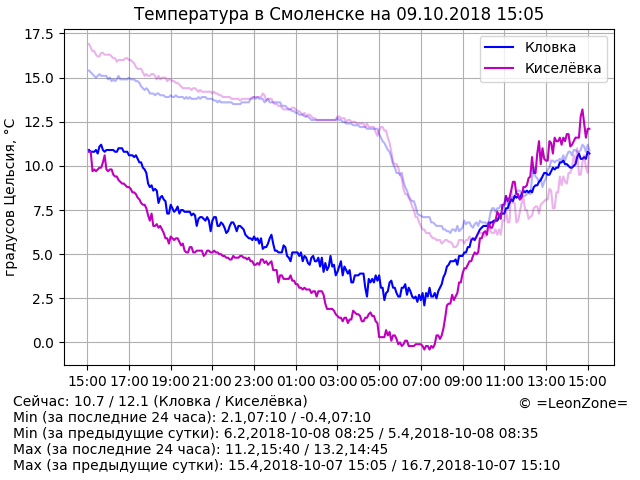 Температура в Смоленске на 09.10.2018 15:05
Кловка
Киселёвка
градусов Цельсия, °C
17.5
15.0
12.5
10.0
7.5
5.0
2.5
0.0
15:00 17:00 19:00 21:00 23:00 01:00 03:00 05:00 07:00 09:00 11:00 13:00 15:00
Сейчас: 10.7 / 12.1 (Кловка / Киселёвка)
© =LeonZone=
Min (за последние 24 часа): 2.1,07:10 / -0.4,07:10
Min (за предыдущие сутки): 6.2,2018-10-08 08:25 / 5.4,2018-10-08 08:35
Max (за последние 24 часа): 11.2,15:40 / 13.2,14:45
Max (за предыдущие сутки): 15.4,2018-10-07 15:05 / 16.7,2018-10-07 15:10